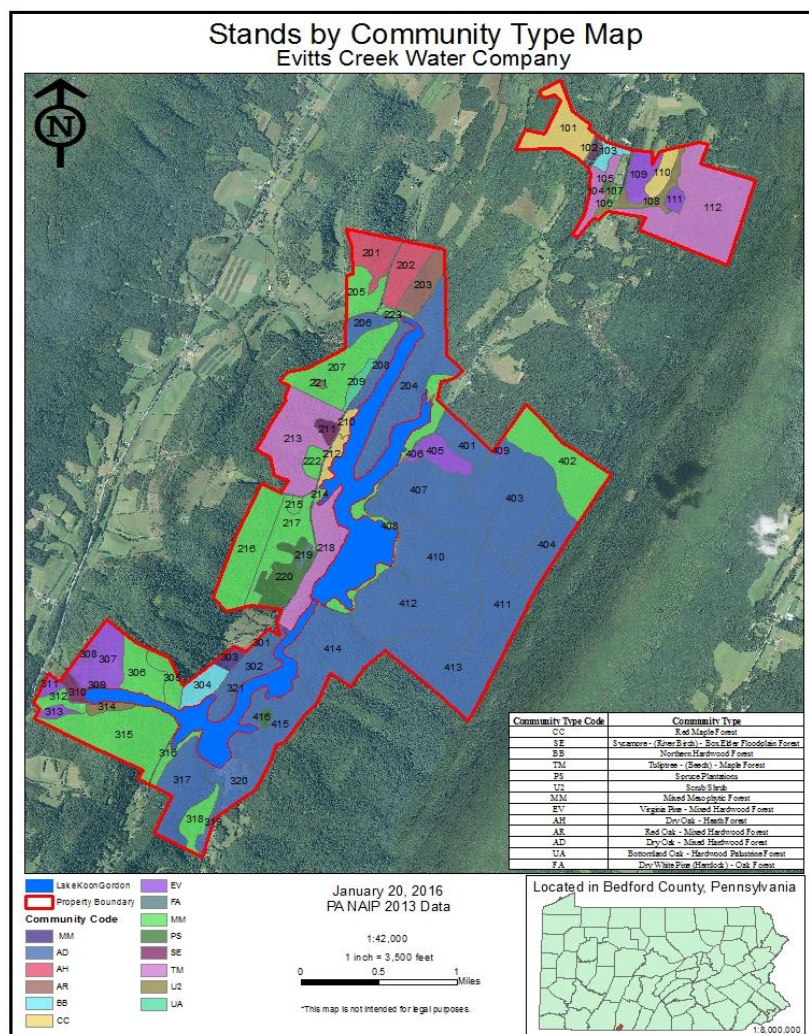 Stands by Community Type Map
Evitts Creek Water Company
N
101
102
103
105
109
110
104
107
106
108
111
112
201
202
203
205
223
206
207
208
221
209
204
210
211
213
212
222
214
215
217
216
218
219
220
401
402
406
405
409
403
407
408
404
410
412
411
413
414
301
303
302
308
307
306
305
304
321
311
310
309
312
314
313
315
316
416
415
317
320
318
319
Community Type Code Community Type
CC Red Maple Forest
SE Sycamore - (River Birch) - Box Elder Floodplain Forest
BB Northern Hardwood Forest
TM Tuliptree - (Beech) - Maple Forest
PS Spruce Plantations
U2 Scrub Shrub
MM Mixed Mesophytic Forest
EV Virginia Pine - Mixed Hardwood Forest
AH Dry Oak - Heath Forest
AR Red Oak - Mixed Hardwood Forest
AD Dry Oak - Mixed Hardwood Forest
UA Bottomland Oak - Hardwood Palustrine Forest
FA Dry White Pine (Hemlock) - Oak Forest
LakeKoonGordon
Property Boundary
Community Code
MM
AD
AH
AR
BB
CC
EV
FA
MM
PS
SE
TM
U2
UA
January 20, 2016
PA NAIP 2013 Data
1:42,000
1 inch = 3,500 feet
0 0.5 1
Miles
*This map is not intended for legal purposes.
Located in Bedford County, Pennsylvania
1:8,000,000